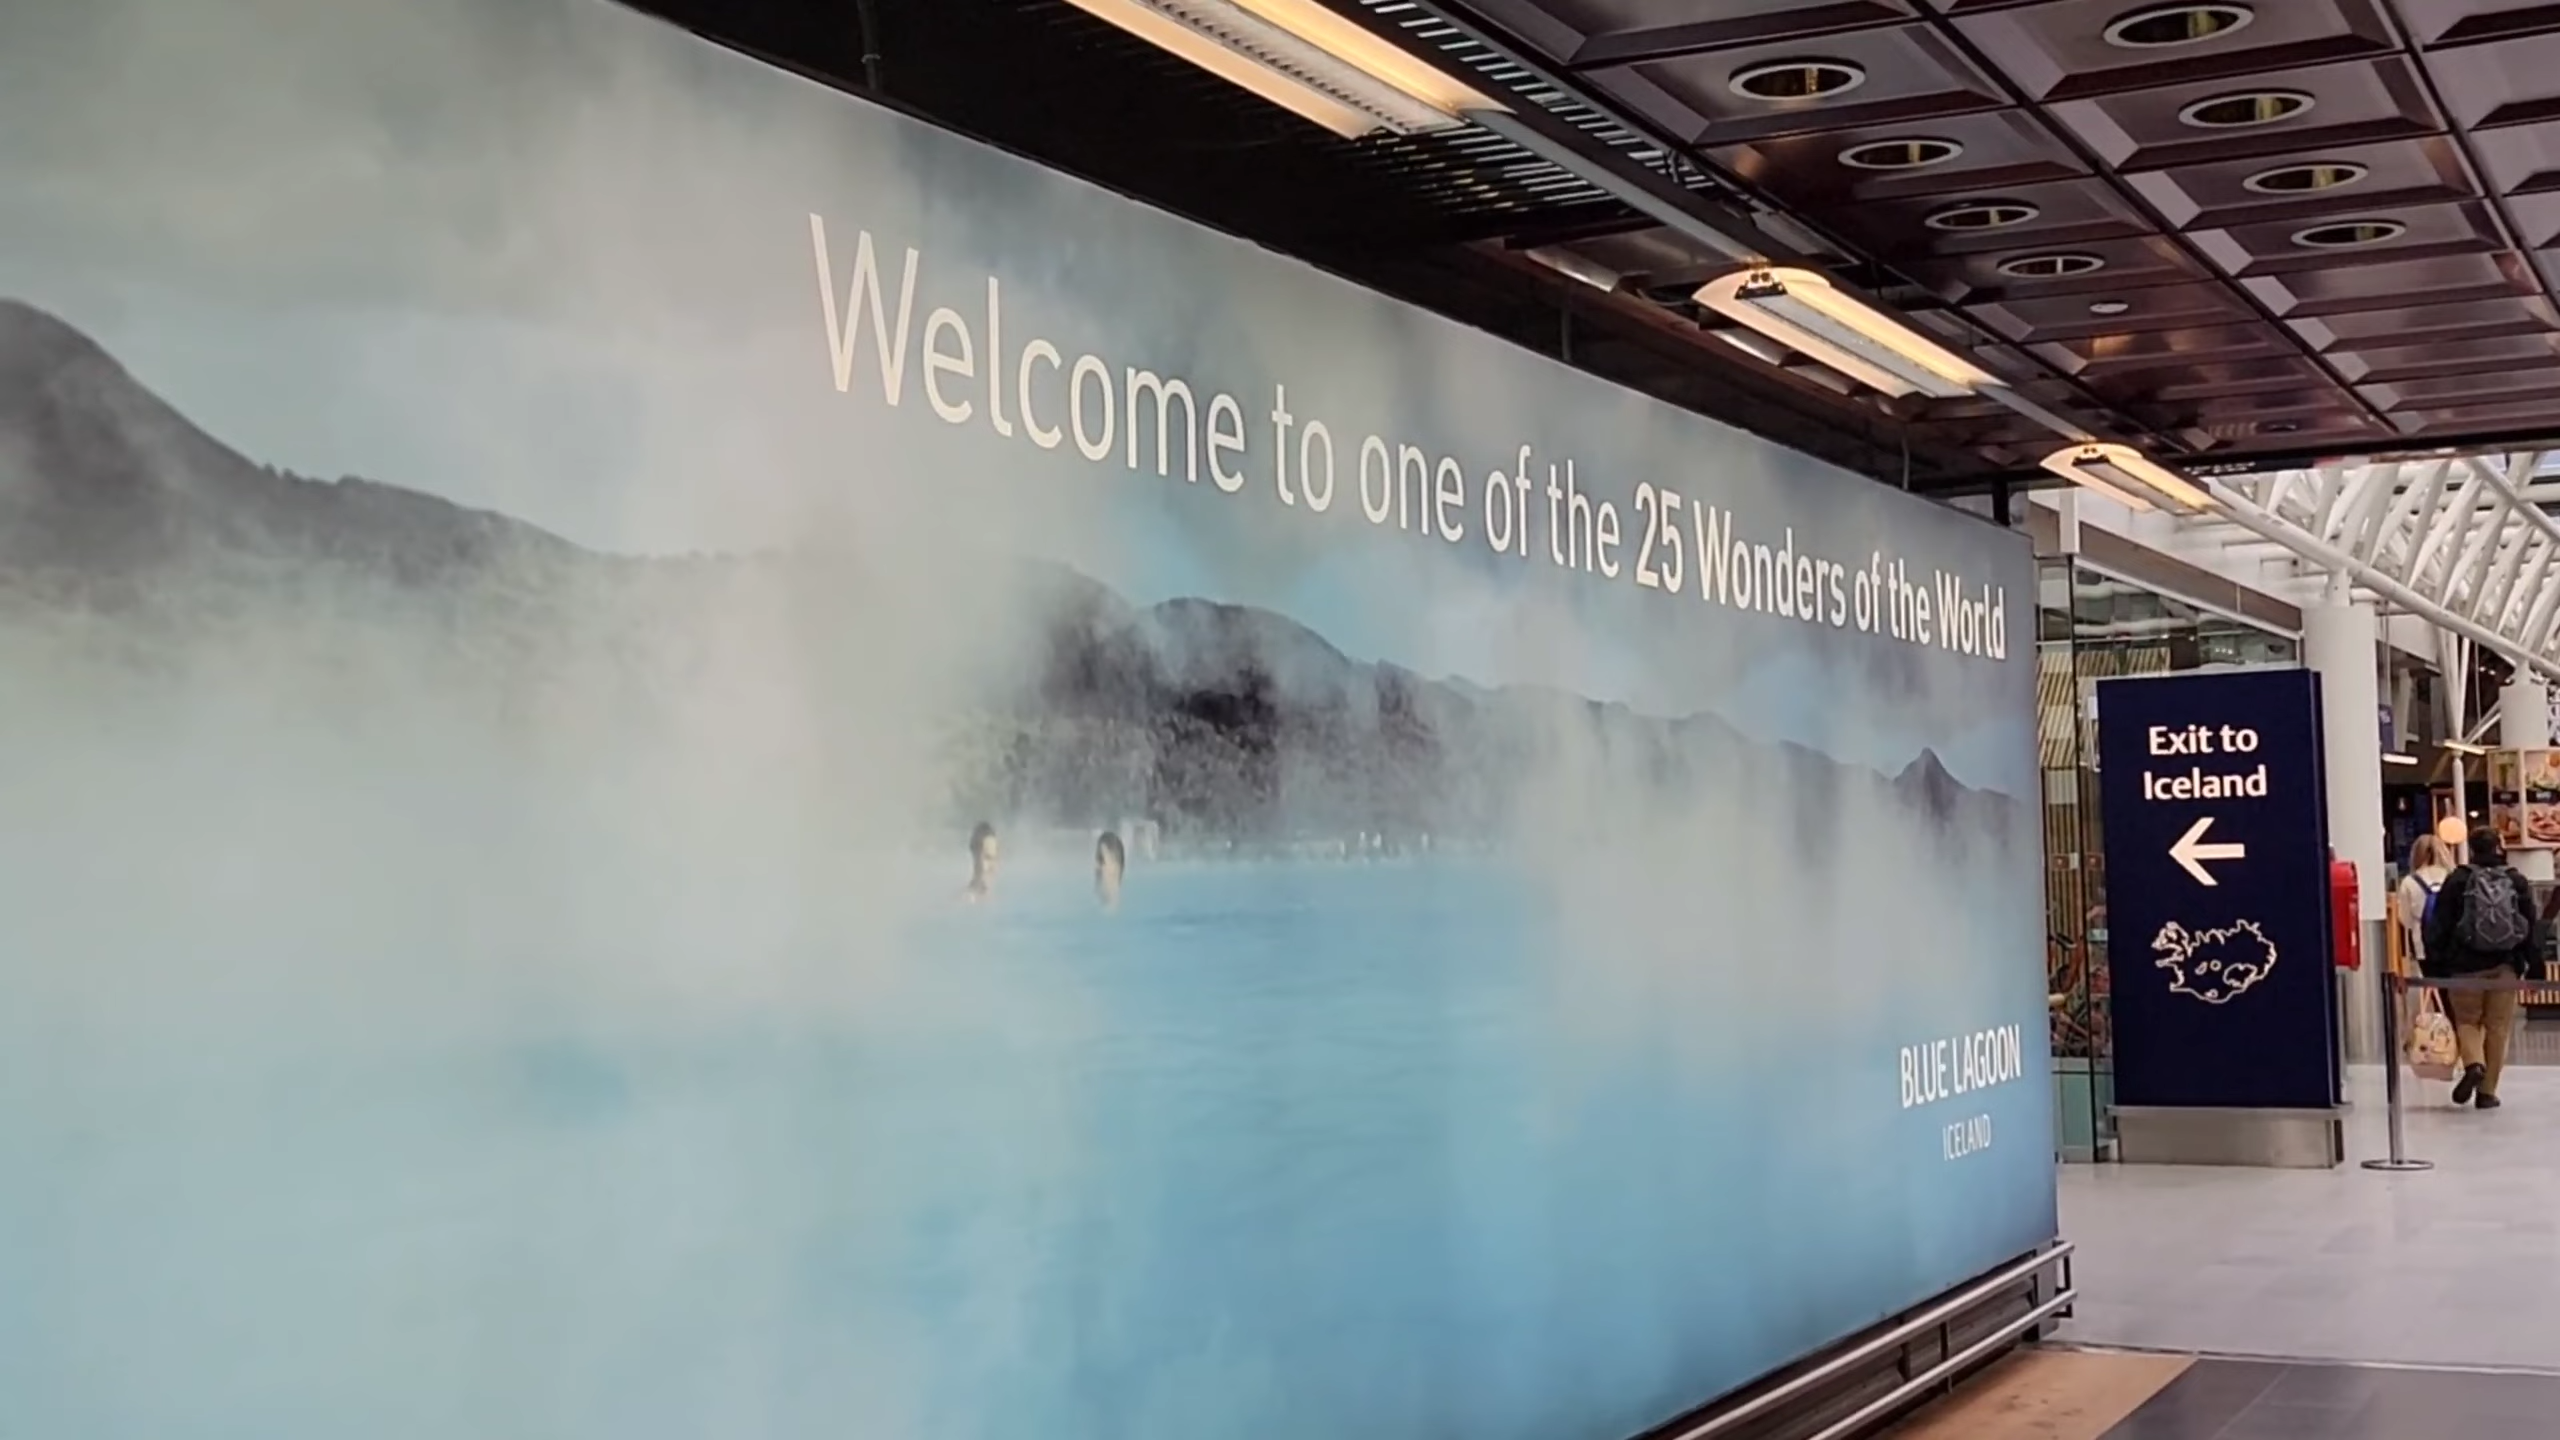 Welcome to one of the 25 Wonders of the World
BLUE LAGOON
ICELAND
Exit to
Iceland